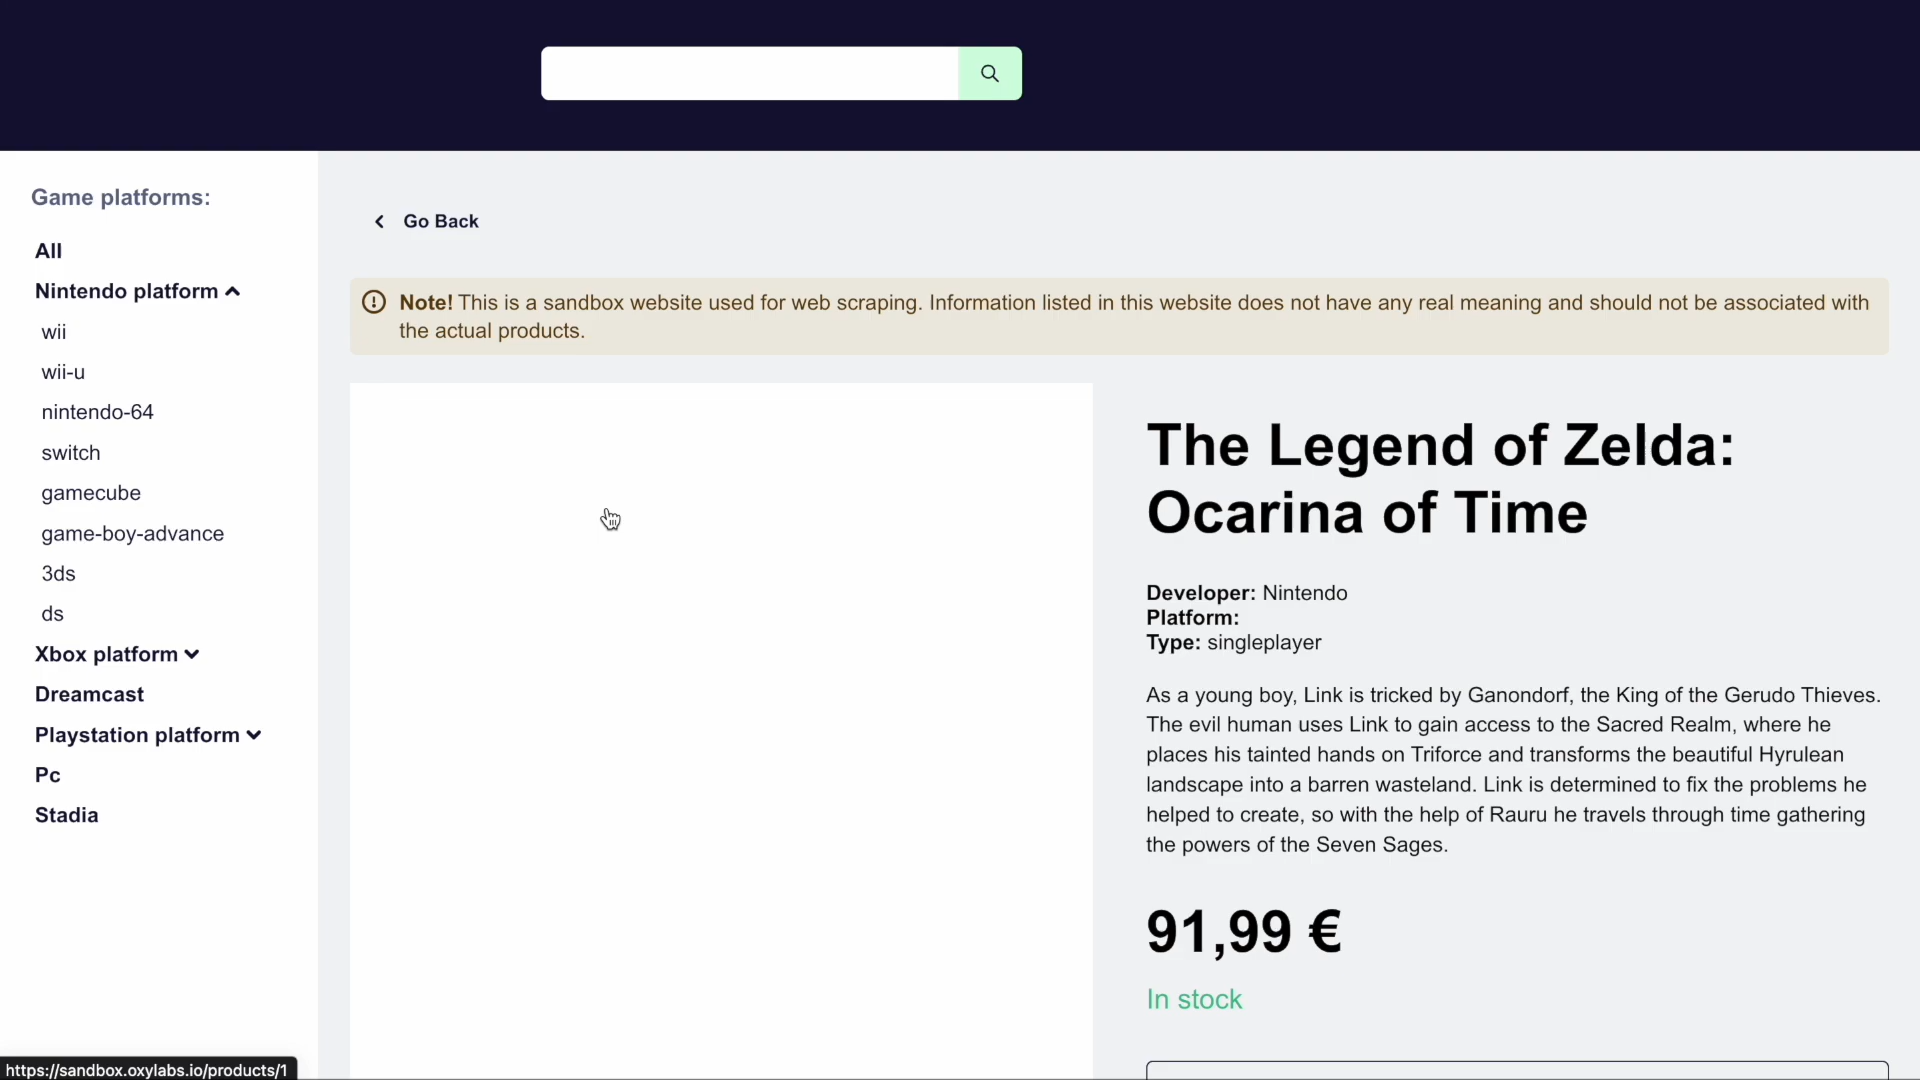 Game platforms:
All
Nintendo platform
wii
wii-u
nintendo-64
switch
gamecube
game-boy-advance
3ds
ds
Xbox platform
Dreamcast
Playstation platform
Pc
Stadia
Go Back
Note! This is a sandbox website used for web scraping. Information listed in this website does not have any real meaning and should not be associated with
the actual products.
The Legend of Zelda:
Ocarina of Time
Developer: Nintendo
Platform:
Type: singleplayer
As a young boy, Link is tricked by Ganondorf, the King of the Gerudo Thieves.
The evil human uses Link to gain access to the Sacred Realm, where he
places his tainted hands on Triforce and transforms the beautiful Hyrulean
landscape into a barren wasteland. Link is determined to fix the problems he
helped to create, so with the help of Rauru he travels through time gathering
the powers of the Seven Sages.
91,99 €
In stock
https://sandbox.oxylabs.io/products/1